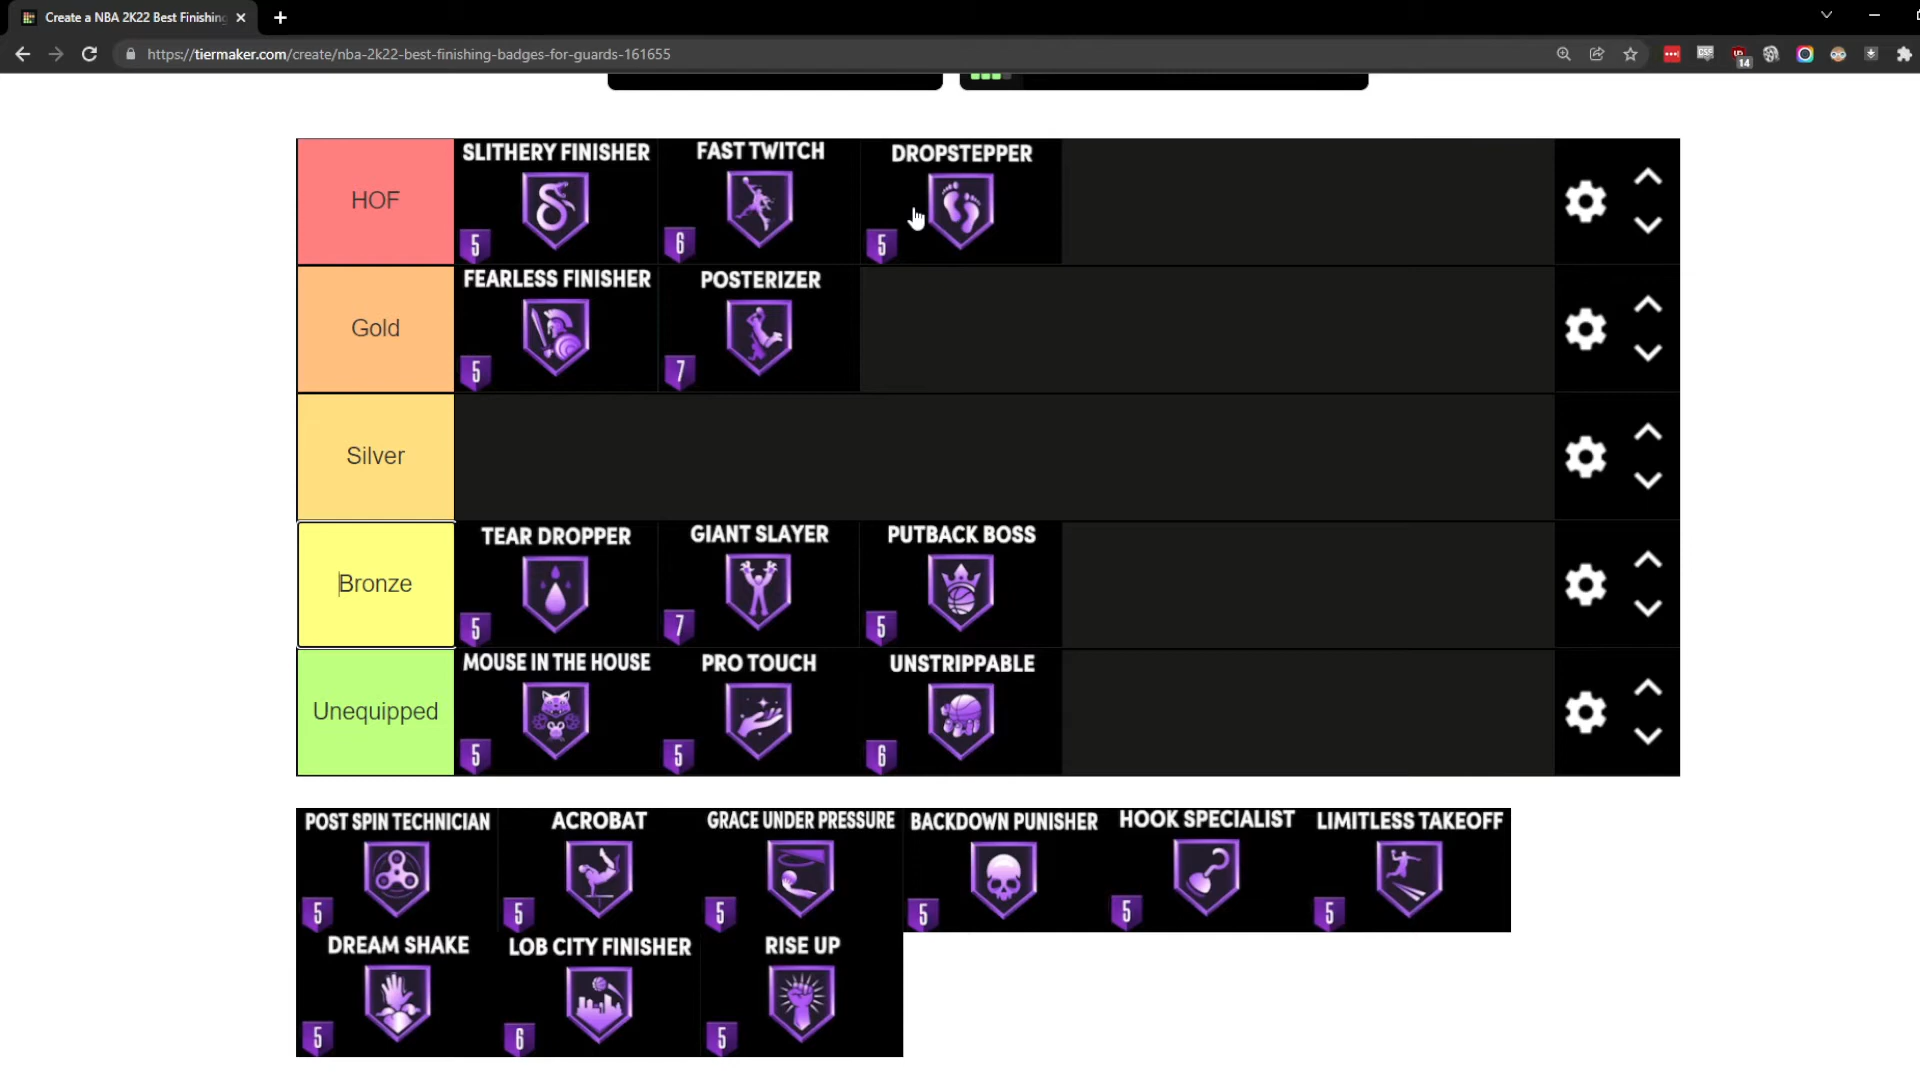 Create a NBA 2K22 Best Finishing
https://tiermaker.com/create/nba-2k22-best-finishing-badges-for-guards-161655
14
HOF
SLITHERY FINISHER
5
FAST TWITCH
6
DROPSTEPPER
5
Gold
FEARLESS FINISHER
5
POSTERIZER
7
Silver
Bronze
TEAR DROPPER
5
GIANT SLAYER
7
PUTBACK BOSS
5
Unequipped
MOUSE IN THE HOUSE
5
PRO TOUCH
5
UNSTRIPPABLE
6
POST SPIN TECHNICIAN
5
ACROBAT
5
GRACE UNDER PRESSURE
5
BACKDOWN PUNISHER
5
HOOK SPECIALIST
5
LIMITLESS TAKEOFF
5
DREAM SHAKE
5
LOB CITY FINISHER
6
RISE UP
5